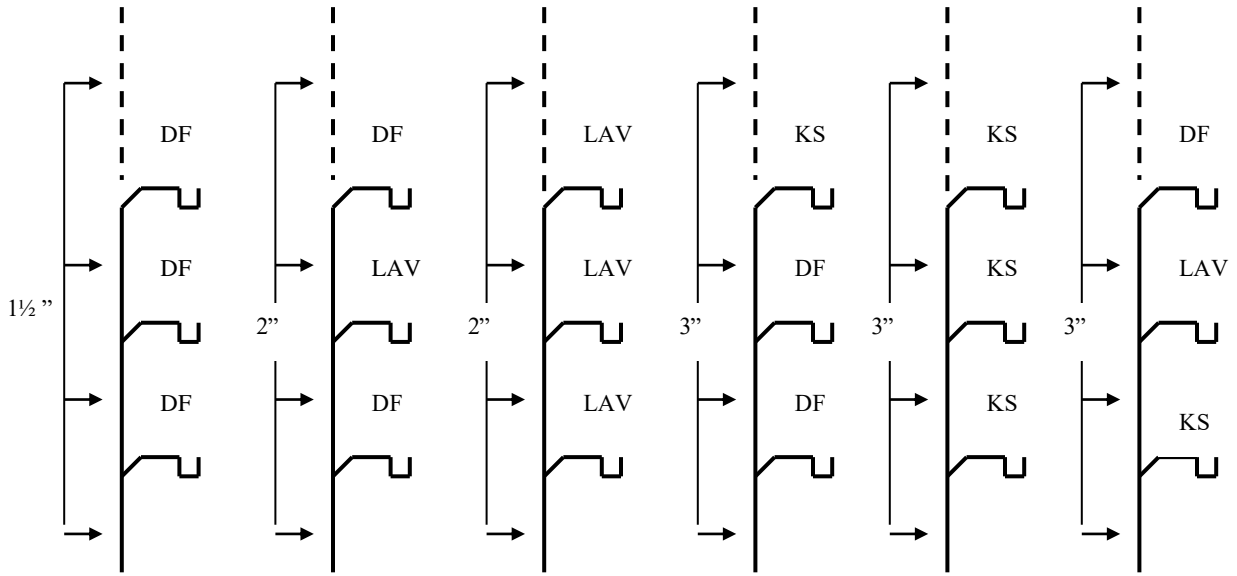 DF DF LAV KS KS DF
DF LAV LAV DF KS LAV
1½ ” 2” 2” 3” 3” 3”
DF DF LAV DF KS KS